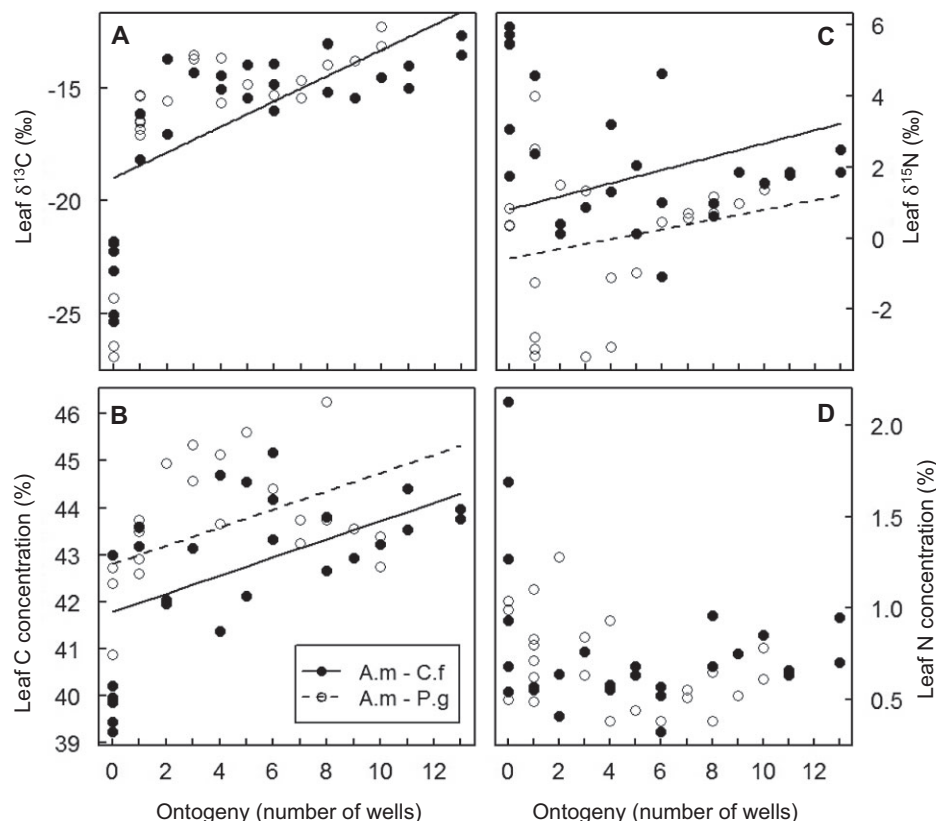 A
Leaf δ¹³C (‰)
-15
-20
-25
C
Leaf δ¹⁵N (‰)
6
4
2
0
-2
B
Leaf C concentration (%)
46
45
44
43
42
41
40
39
A.m - C.f
A.m - P.g
0 2 4 6 8 10 12
Ontogeny (number of wells)
D
Leaf N concentration (%)
2.0
1.5
1.0
0.5
0 2 4 6 8 10 12
Ontogeny (number of wells)